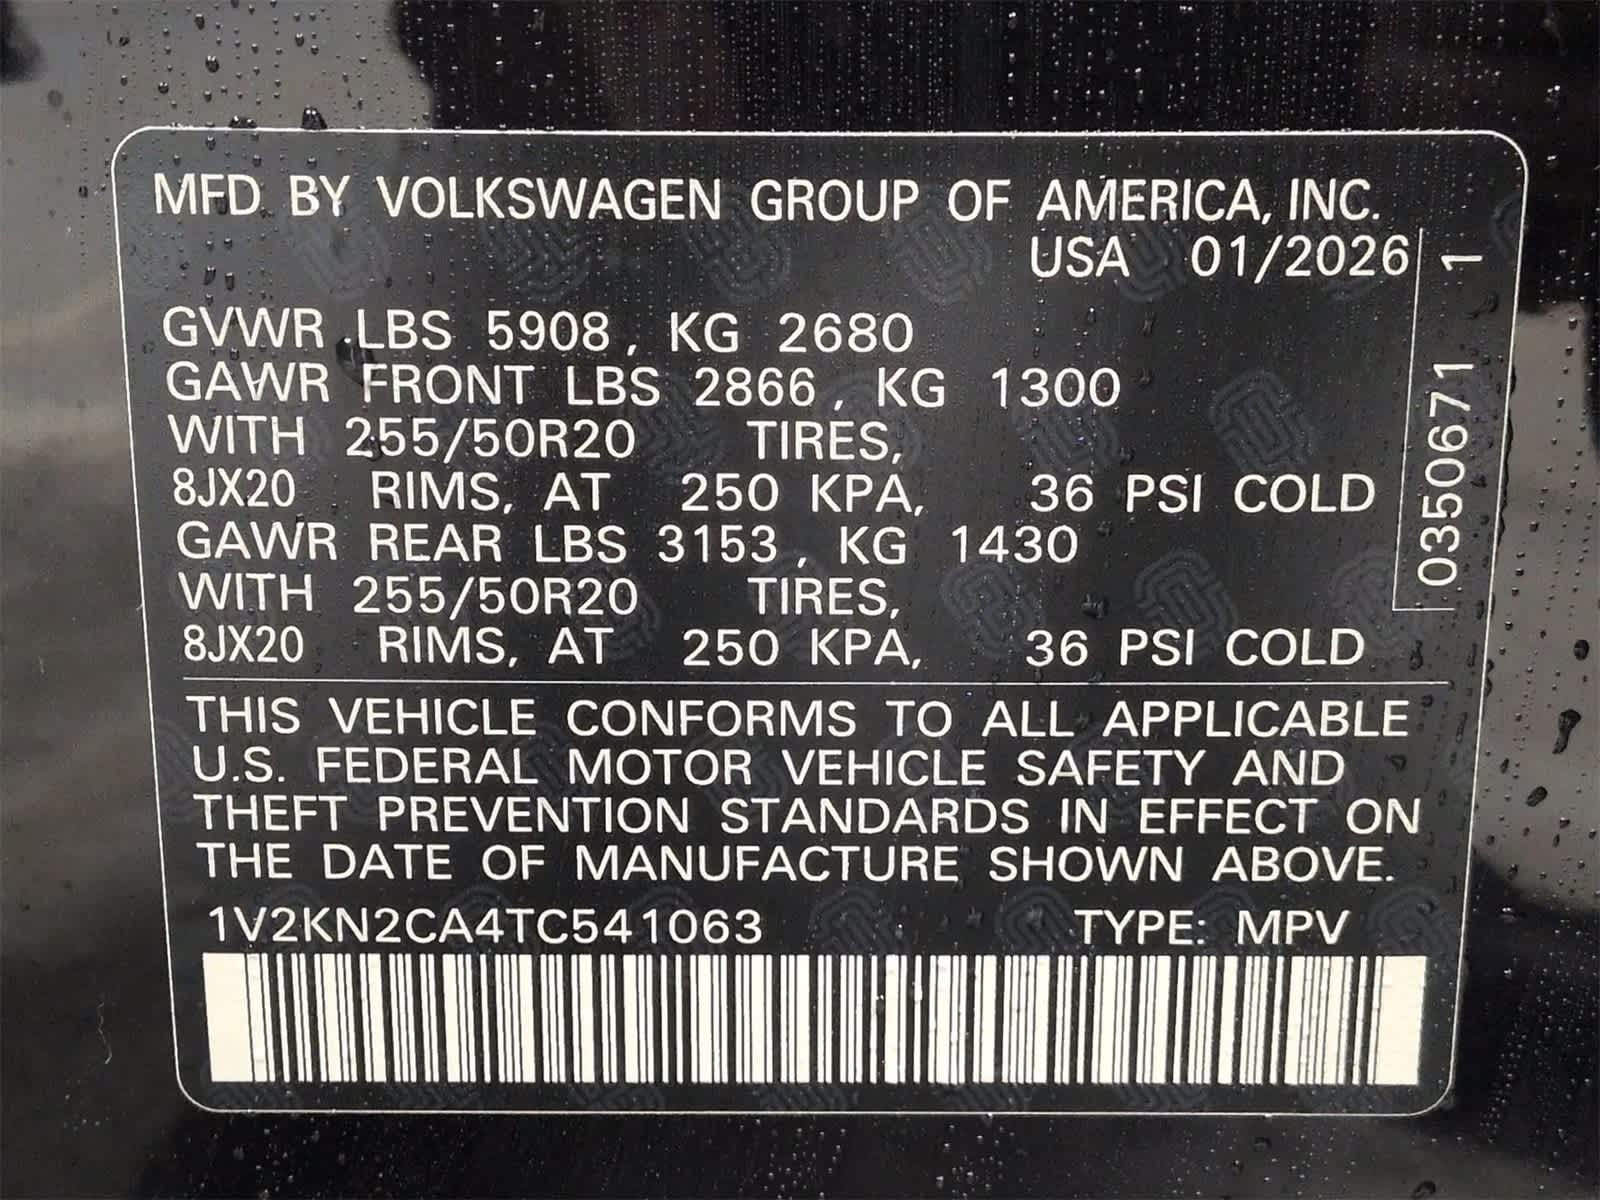 MFD BY VOLKSWAGEN GROUP OF AMERICA, INC.
USA 01/2026
GVWR LBS 5908, KG 2680
GAWR FRONT LBS 2866, KG 1300
WITH 255/50R20 TIRES,
8JX20 RIMS, AT 250 KPA, 36 PSI COLD
GAWR REAR LBS 3153, KG 1430
WITH 255/50R20 TIRES,
8JX20 RIMS, AT 250 KPA, 36 PSI COLD
THIS VEHICLE CONFORMS TO ALL APPLICABLE
U.S. FEDERAL MOTOR VEHICLE SAFETY AND
THEFT PREVENTION STANDARDS IN EFFECT ON
THE DATE OF MANUFACTURE SHOWN ABOVE.
1V2KN2CA4TC541063 TYPE: MPV
0350671 1